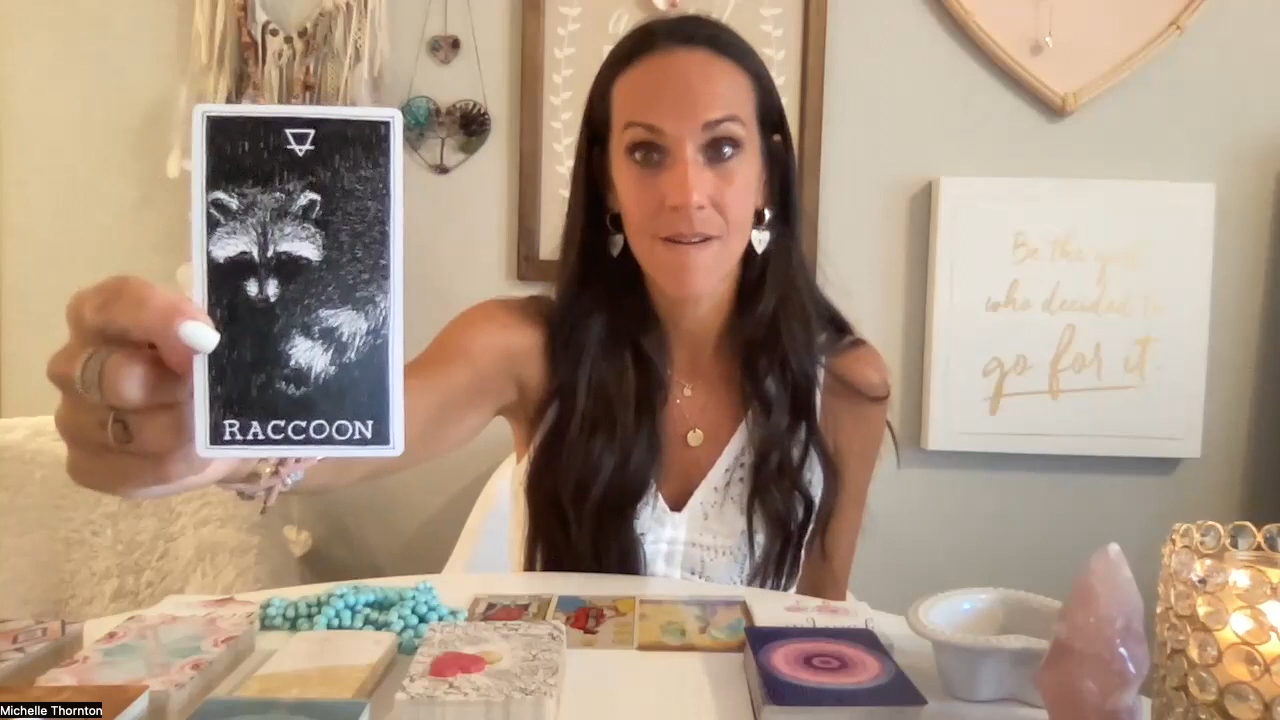 RACCOON
Be the
who decided
go for it.
Michelle Thornton